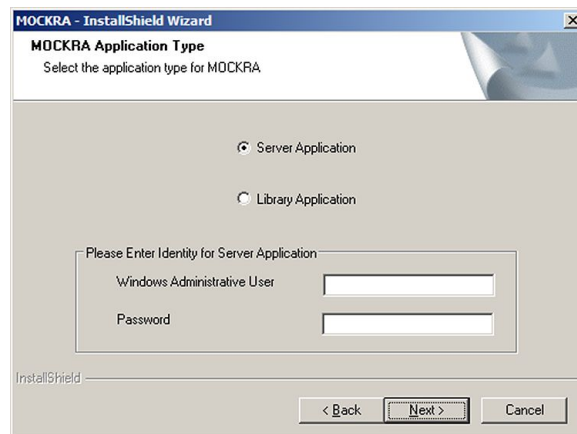 MOCKRA - InstallShield Wizard
MOCKRA Application Type
Select the application type for MOCKRA
Server Application
Library Application
Please Enter Identity for Server Application
Windows Administrative User
Password
InstallShield
< Back Next > Cancel